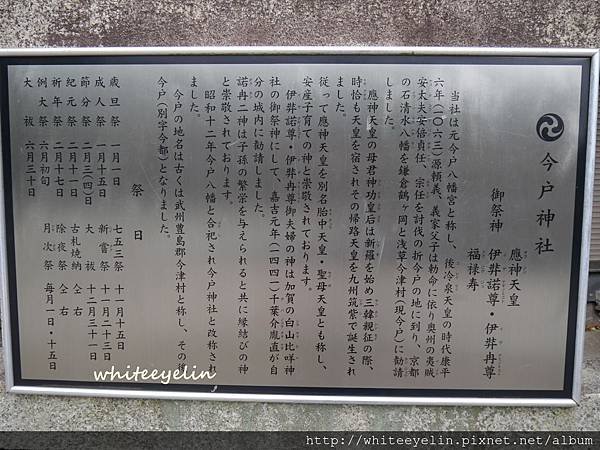 今戸神社
御祭神
應神天皇
伊弉諾尊・伊弉冉尊
福禄寿
当社は元今戸八幡宮と称し、後冷泉天皇の時代康平
六年(一〇六三)源頼義、義家父子は勅命に依り奥州の夷賊
安太夫安倍貞任、宗任を討伐の折今戸の地に到り、京都
の石清水八幡を鎌倉鶴ヶ岡と浅草今津村(現今戸)に勧請
しました。
應神天皇の母君神功皇后は新羅を始め三韓親征の際、
時恰も天皇を宿されその帰路天皇を九州筑紫で誕生され
ました。
従って應神天皇を別名胎中天皇・聖母天皇とも称し、
安産子育ての神と崇敬されております。
伊弉諾尊・伊弉冉尊御夫婦の神は加賀の白山比咩神
社の御祭神にして、嘉吉元年(一四四一)千葉分胤直が自
分の城内に勧請しました。
諾冉二神は子孫の繁栄を与えられると共に縁結びの神
と崇敬されております。
昭和十二年今戸八幡と合祀され今戸神社と改称され
ました。
今戸の地名は古くは武州豊島郡今津村と称し、その
今戸(別字今都)となりました。
祭日
歳旦祭 一月一日
成人祭 一月十五日
節分祭 二月三(四)日
紀元祭 二月十一日
祈年祭 二月十七日
例大祭 六月初旬
大祓 六月三十日
七五三祭 十一月十五日
新嘗祭 十一月二十三日
大祓 十二月三十一日
古札焼納 仝右
除夜祭 仝右
月次祭 毎月一日・十五日
whiteeyelin
http://whiteeyelin.pixnet.net/album